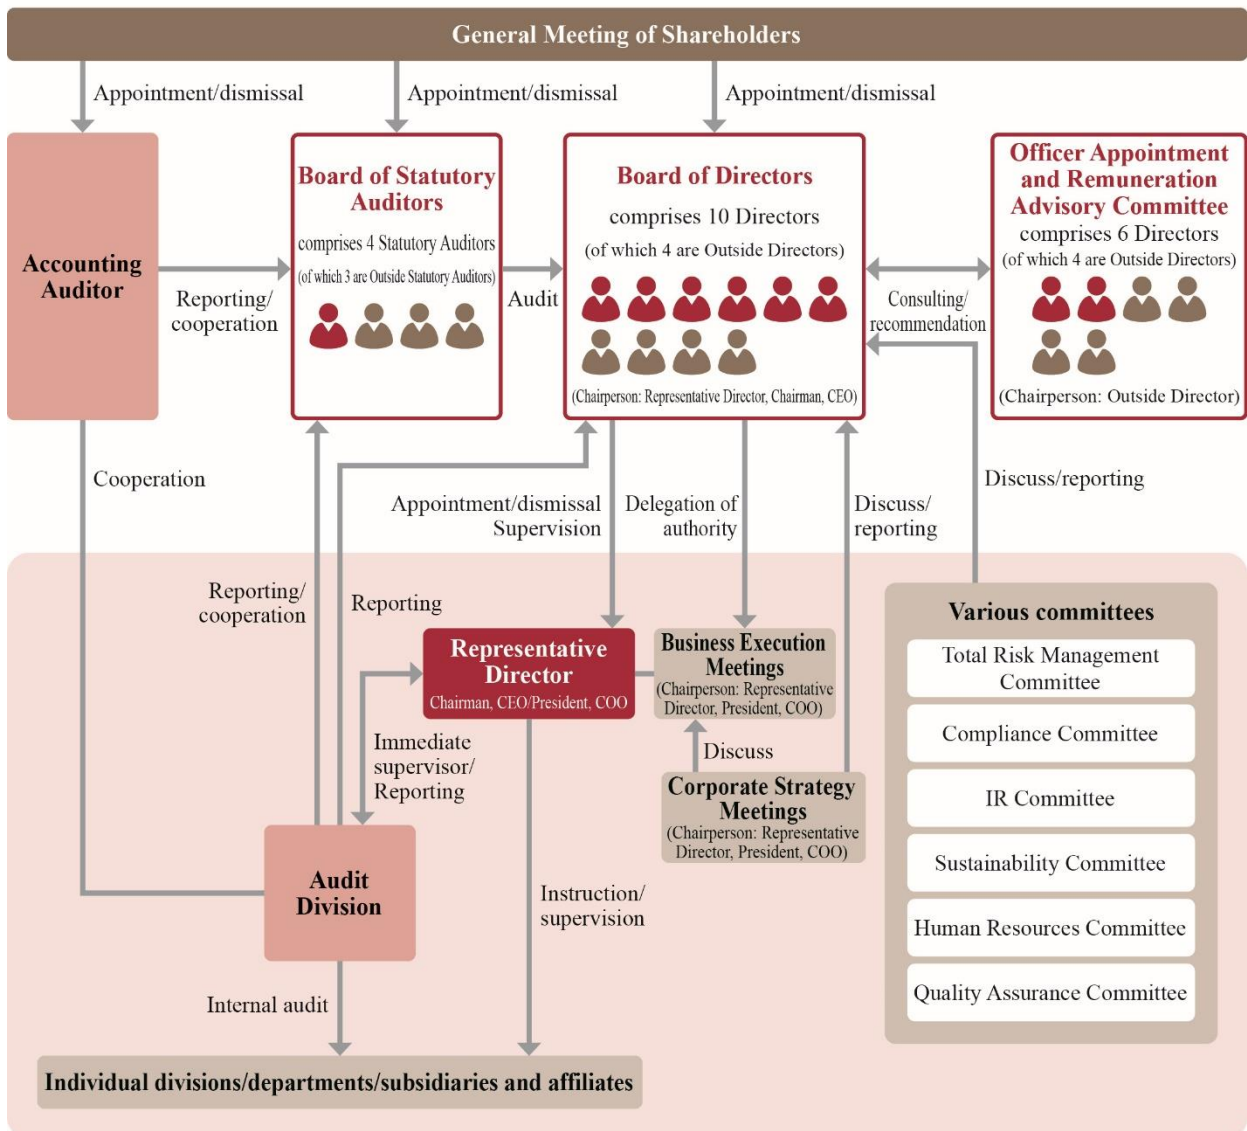 General Meeting of Shareholders
Appointment/dismissal
Appointment/dismissal
Appointment/dismissal
Accounting
Auditor
Reporting/
cooperation
Board of Statutory
Auditors
comprises 4 Statutory Auditors
(of which 3 are Outside Statutory Auditors)
Audit
Board of Directors
comprises 10 Directors
(of which 4 are Outside Directors)
(Chairperson: Representative Director, Chairman, CEO)
Consulting/
recommendation
Officer Appointment
and Remuneration
Advisory Committee
comprises 6 Directors
(of which 4 are Outside Directors)
(Chairperson: Outside Director)
Cooperation
Appointment/dismissal
Supervision
Delegation of
authority
Discuss/
reporting
Discuss/reporting
Reporting/
cooperation
Reporting
Representative
Director
Chairman, CEO/President, COO
Business Execution
Meetings
(Chairperson: Representative
Director, President, COO)
Immediate
supervisor/
Reporting
Discuss
Corporate Strategy
Meetings
(Chairperson: Representative
Director, President, COO)
Audit
Division
Instruction/
supervision
Internal audit
Individual divisions/departments/subsidiaries and affiliates
Various committees
Total Risk Management
Committee
Compliance Committee
IR Committee
Sustainability Committee
Human Resources Committee
Quality Assurance Committee